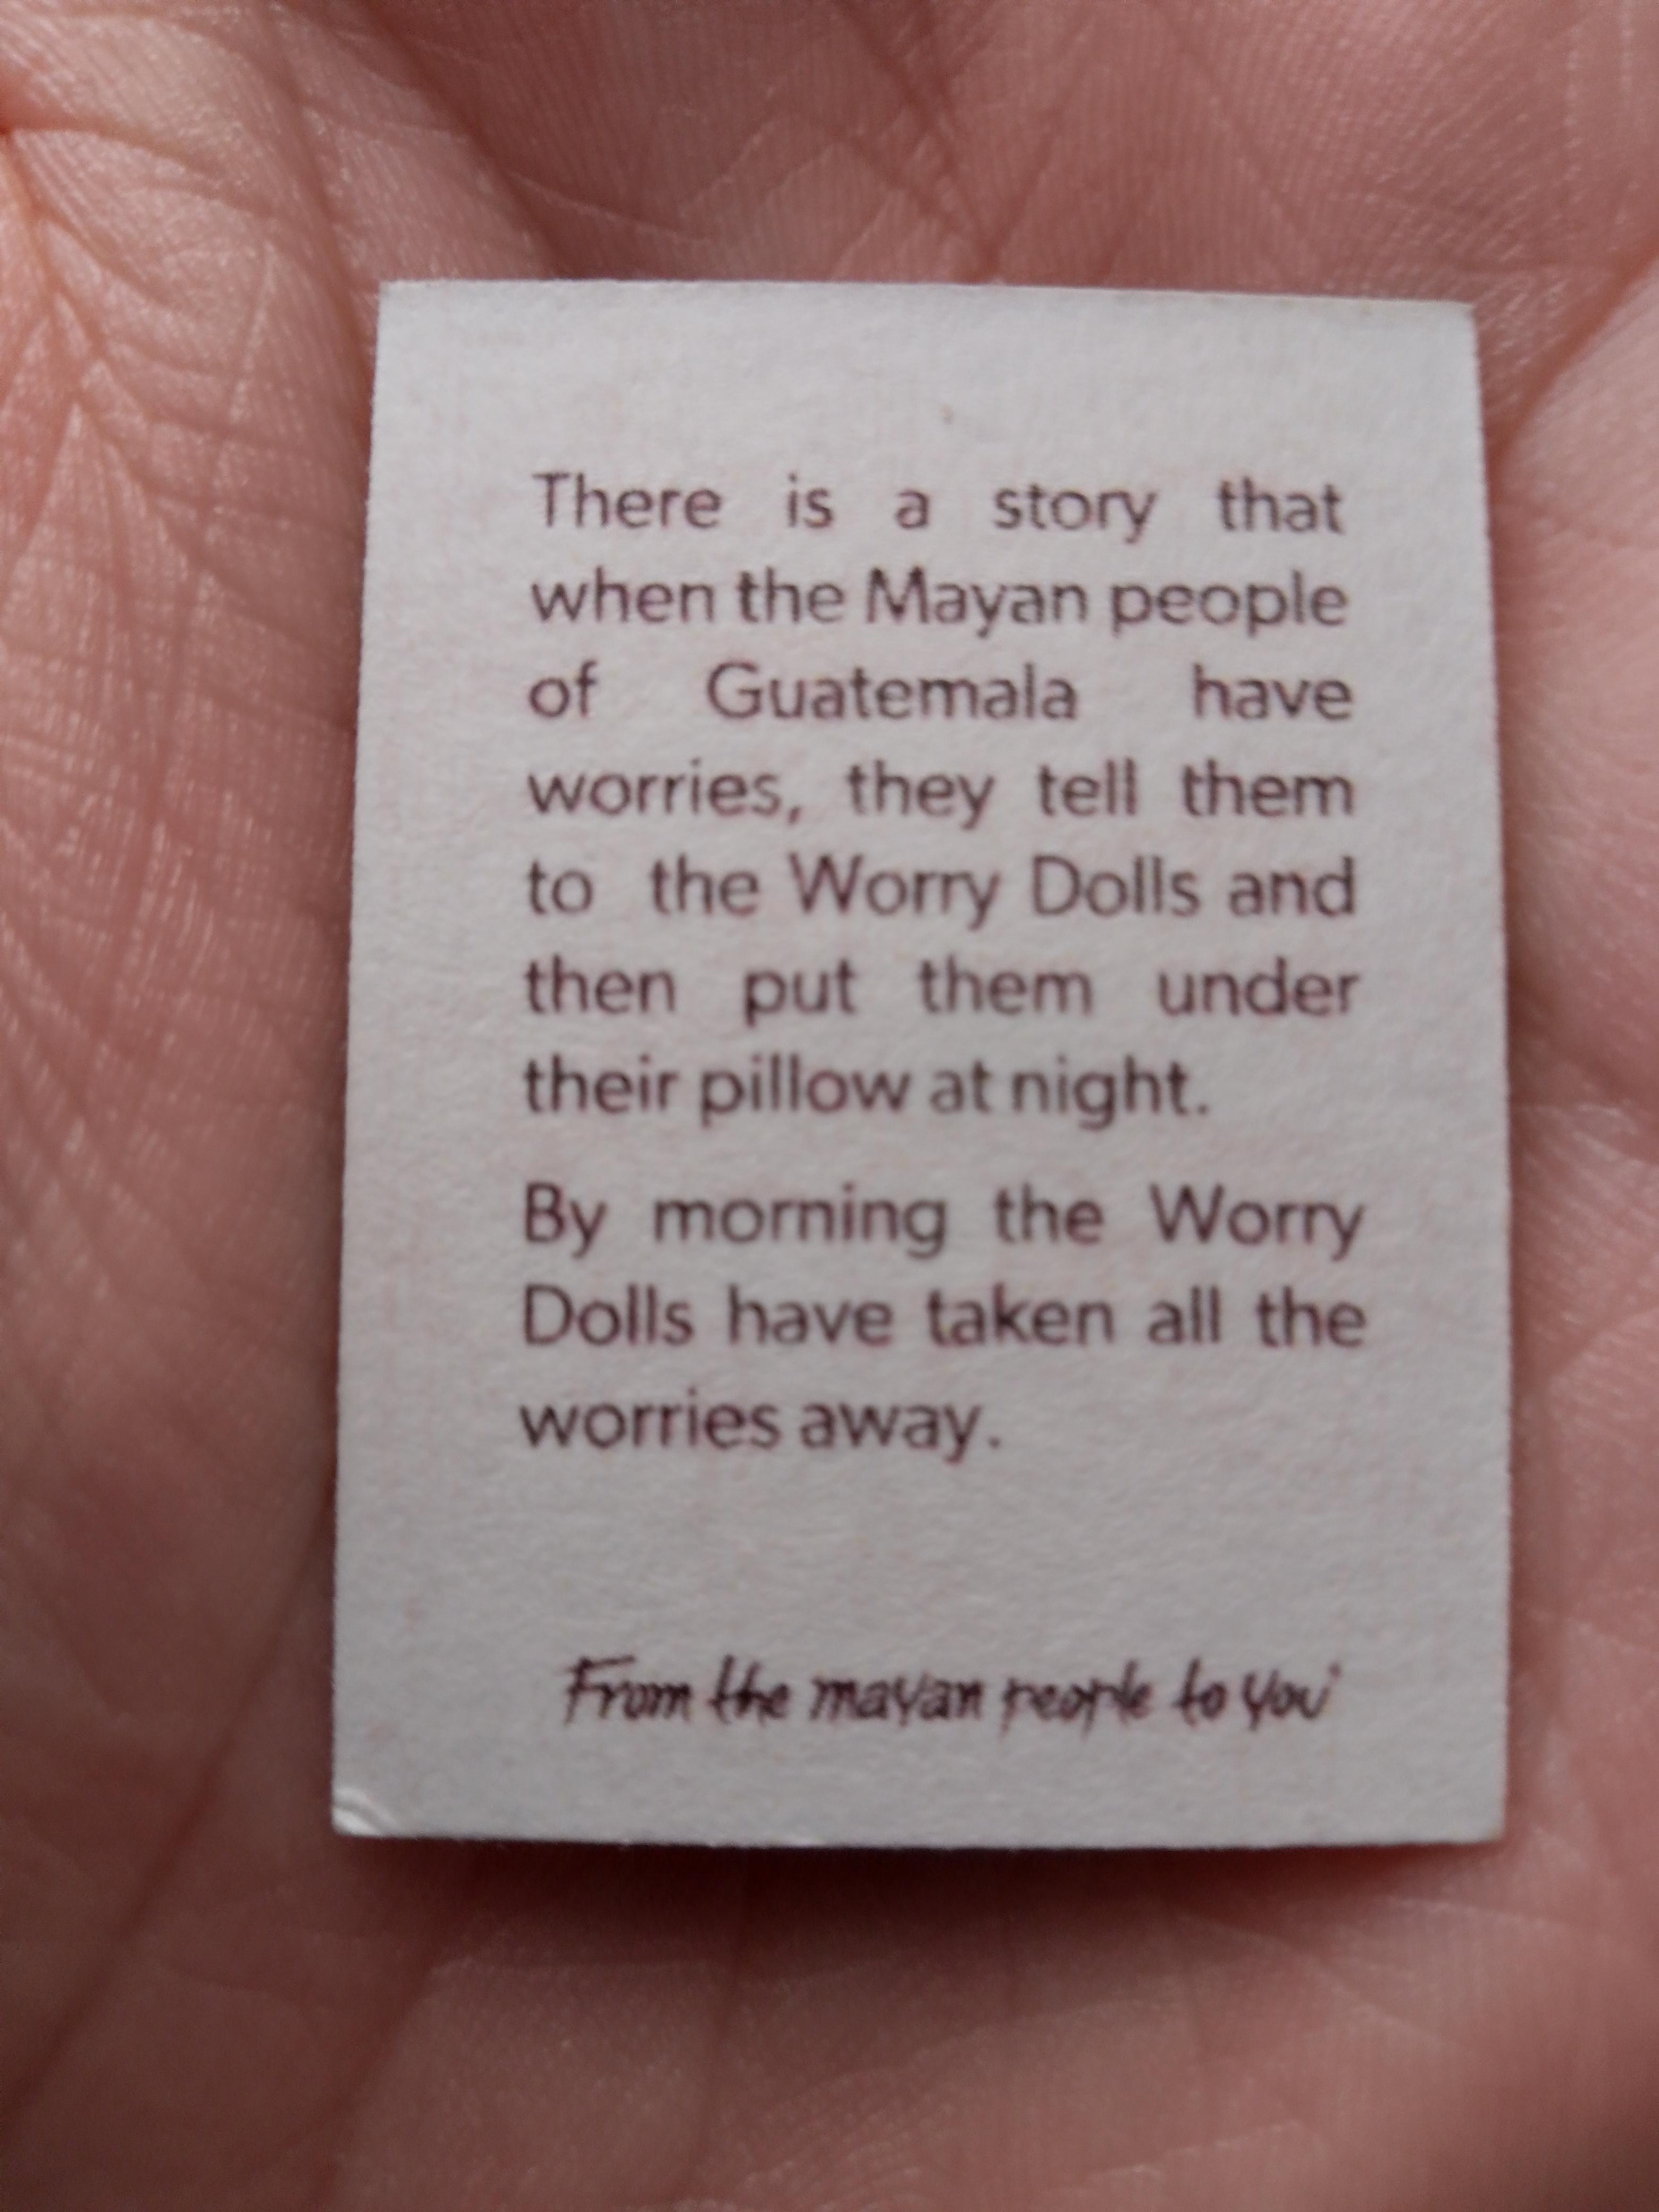 There is a story that
when the Mayan people
of Guatemala have
worries, they tell them
to the Worry Dolls and
then put them under
their pillow at night.
By morning the Worry
Dolls have taken all the
worries away.
From the mayan people to you